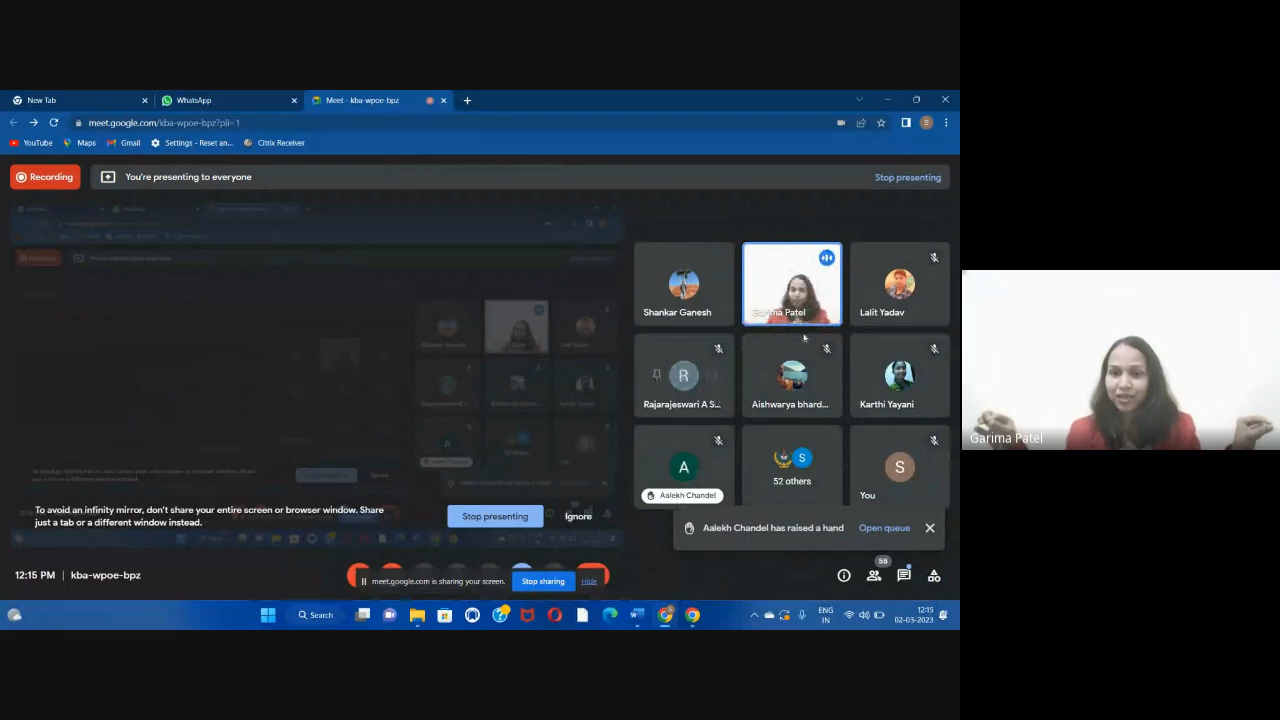 New Tab
WhatsApp
Meet - kba-wpoe-bpz
meet.google.com/kba-wpoe-bpz?pli=1
YouTube
Maps
Gmail
Settings - Reset an...
Citrix Receiver
Recording
You're presenting to everyone
Stop presenting
Shankar Ganesh
Garima Patel
Lalit Yadav
R
Rajarajeswari A S...
Aishwarya bhard...
Karthi Yayani
A
Aalekh Chandel
S
52 others
S
You
To avoid an infinity mirror, don't share your entire screen or browser window. Share
just a tab or a different window instead.
Stop presenting
Ignore
Aalekh Chandel has raised a hand
Open queue
58
12:15 PM | kba-wpoe-bpz
meet.google.com is sharing your screen.
Stop sharing
Hide
Search
ENG
IN
12:15
02-03-2023
S
Garima Patel